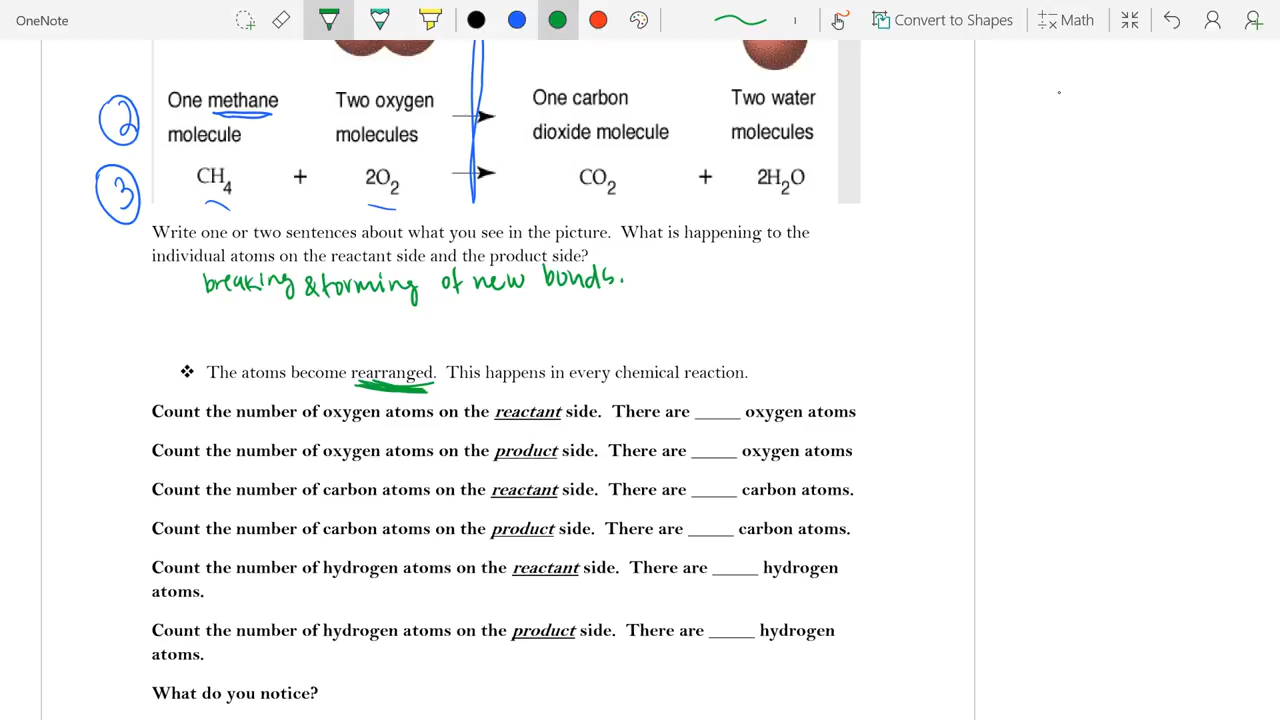 OneNote
Convert to Shapes
Math
2
One methane
molecule
Two oxygen
molecules
One carbon
dioxide molecule
Two water
molecules
3
CH4 + 2O2 CO2 + 2H2O
Write one or two sentences about what you see in the picture. What is happening to the
individual atoms on the reactant side and the product side?
breaking & forming of new bonds.
❖ The atoms become rearranged. This happens in every chemical reaction.
Count the number of oxygen atoms on the reactant side. There are _____ oxygen atoms
Count the number of oxygen atoms on the product side. There are _____ oxygen atoms
Count the number of carbon atoms on the reactant side. There are _____ carbon atoms.
Count the number of carbon atoms on the product side. There are _____ carbon atoms.
Count the number of hydrogen atoms on the reactant side. There are _____ hydrogen
atoms.
Count the number of hydrogen atoms on the product side. There are _____ hydrogen
atoms.
What do you notice?